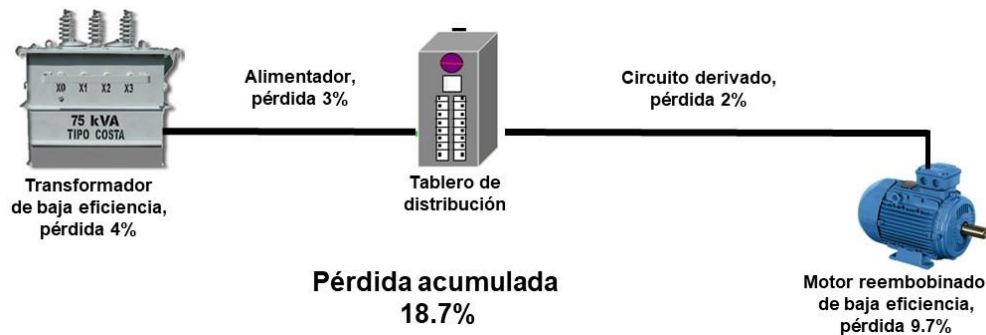 Alimentador,
pérdida 3%
Circuito derivado,
pérdida 2%
X0 X1 X2 X3
75 kVA
TIPO COSTA
Transformador
de baja eficiencia,
pérdida 4%
Tablero de
distribución
Pérdida acumulada
18.7%
Motor reembobinado
de baja eficiencia,
pérdida 9.7%